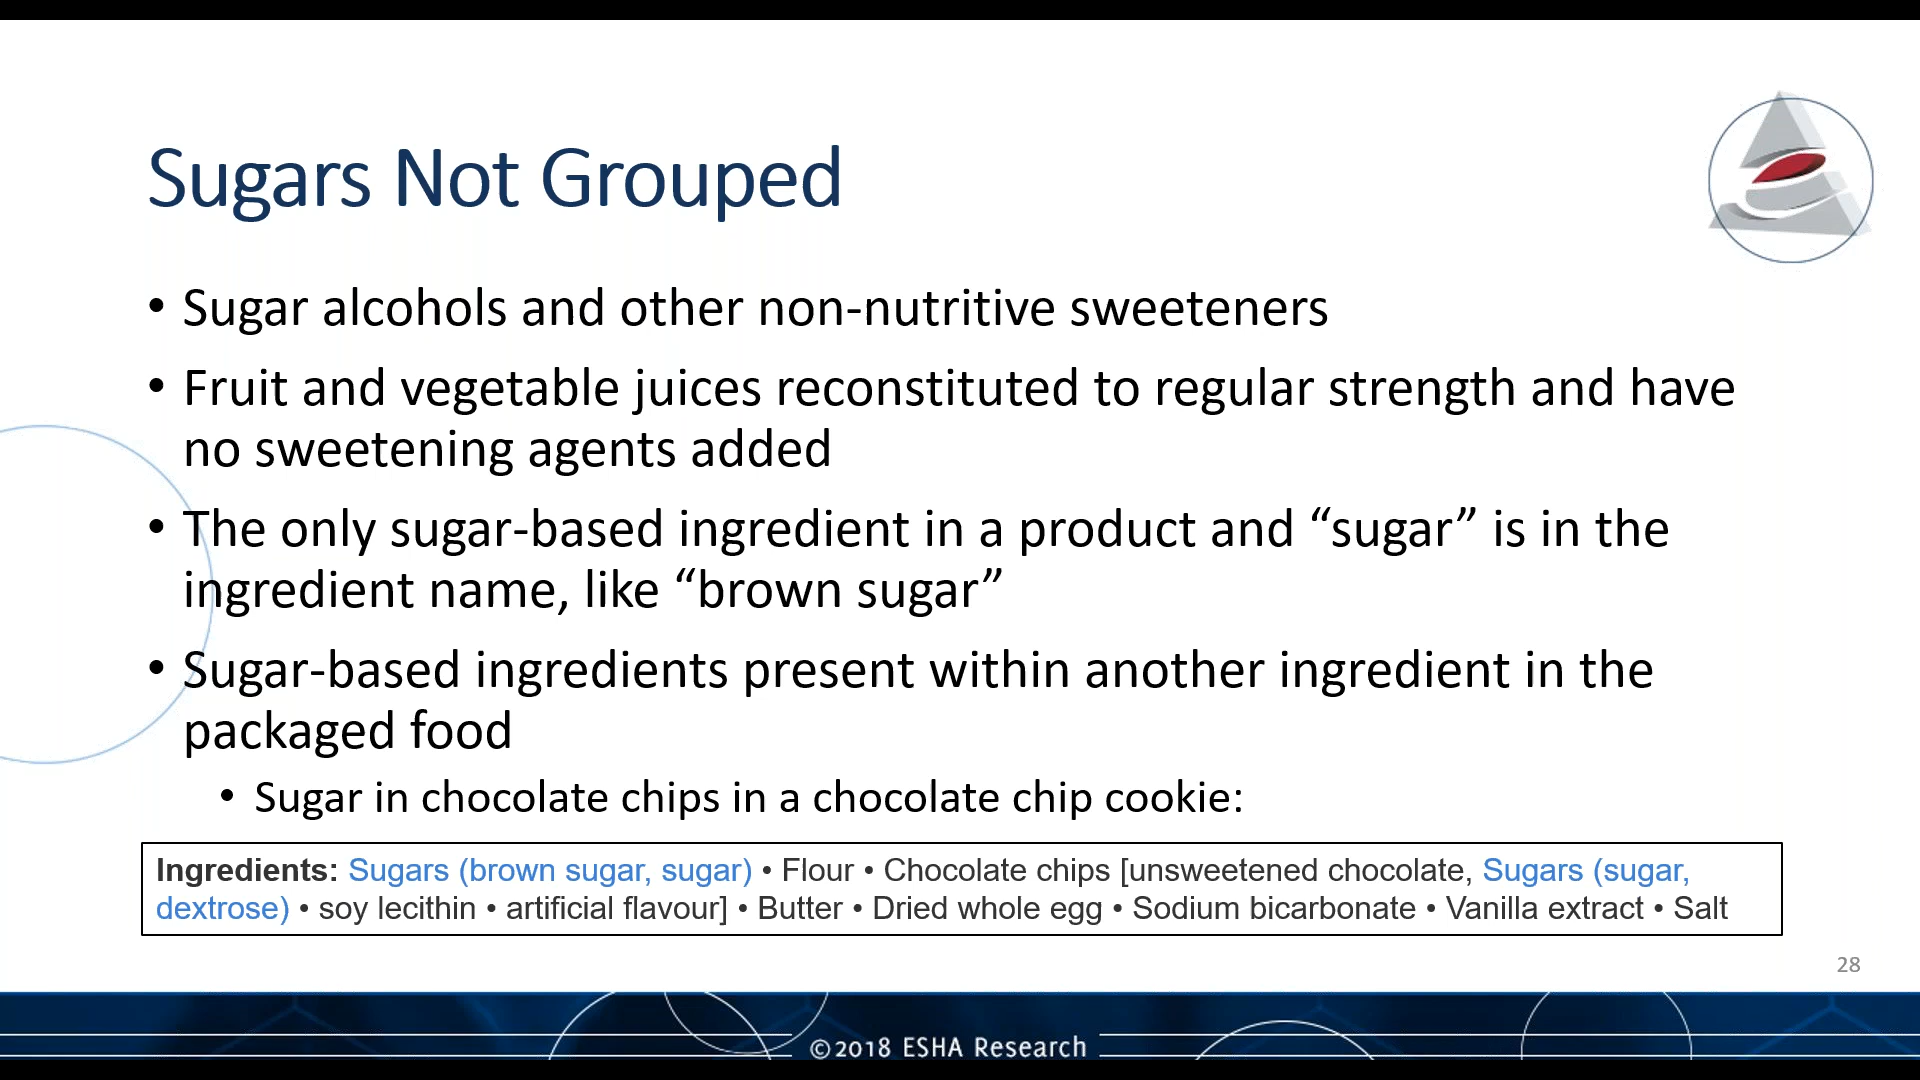 Sugars Not Grouped
• Sugar alcohols and other non-nutritive sweeteners
• Fruit and vegetable juices reconstituted to regular strength and have
no sweetening agents added
• The only sugar-based ingredient in a product and “sugar” is in the
ingredient name, like “brown sugar”
• Sugar-based ingredients present within another ingredient in the
packaged food
• Sugar in chocolate chips in a chocolate chip cookie:
Ingredients: Sugars (brown sugar, sugar) • Flour • Chocolate chips [unsweetened chocolate, Sugars (sugar,
dextrose) • soy lecithin • artificial flavour] • Butter • Dried whole egg • Sodium bicarbonate • Vanilla extract • Salt
28
©2018 ESHA Research